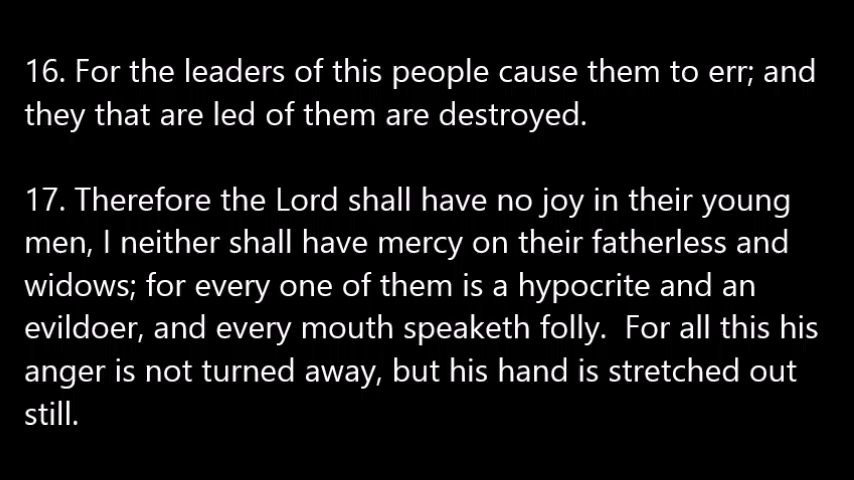 16. For the leaders of this people cause them to err; and
they that are led of them are destroyed.
17. Therefore the Lord shall have no joy in their young
men, I neither shall have mercy on their fatherless and
widows; for every one of them is a hypocrite and an
evildoer, and every mouth speaketh folly.  For all this his
anger is not turned away, but his hand is stretched out
still.